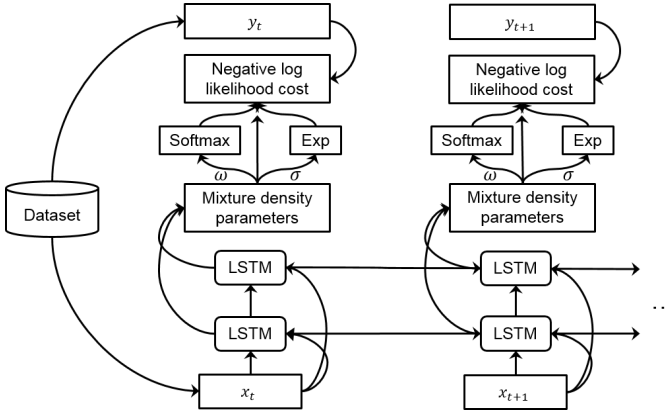 y_t
y_{t+1}
Negative log
likelihood cost
Negative log
likelihood cost
Softmax
Exp
Softmax
Exp
ω
σ
ω
σ
Dataset
Mixture density
parameters
Mixture density
parameters
LSTM
LSTM
LSTM
LSTM
x_t
x_{t+1}